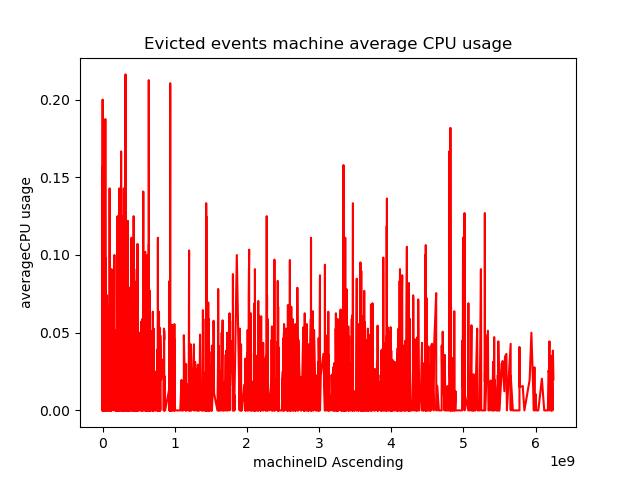 Evicted events machine average CPU usage
averageCPU usage
0.20
0.15
0.10
0.05
0.00
0 1 2 3 4 5 6
1e9
machineID Ascending